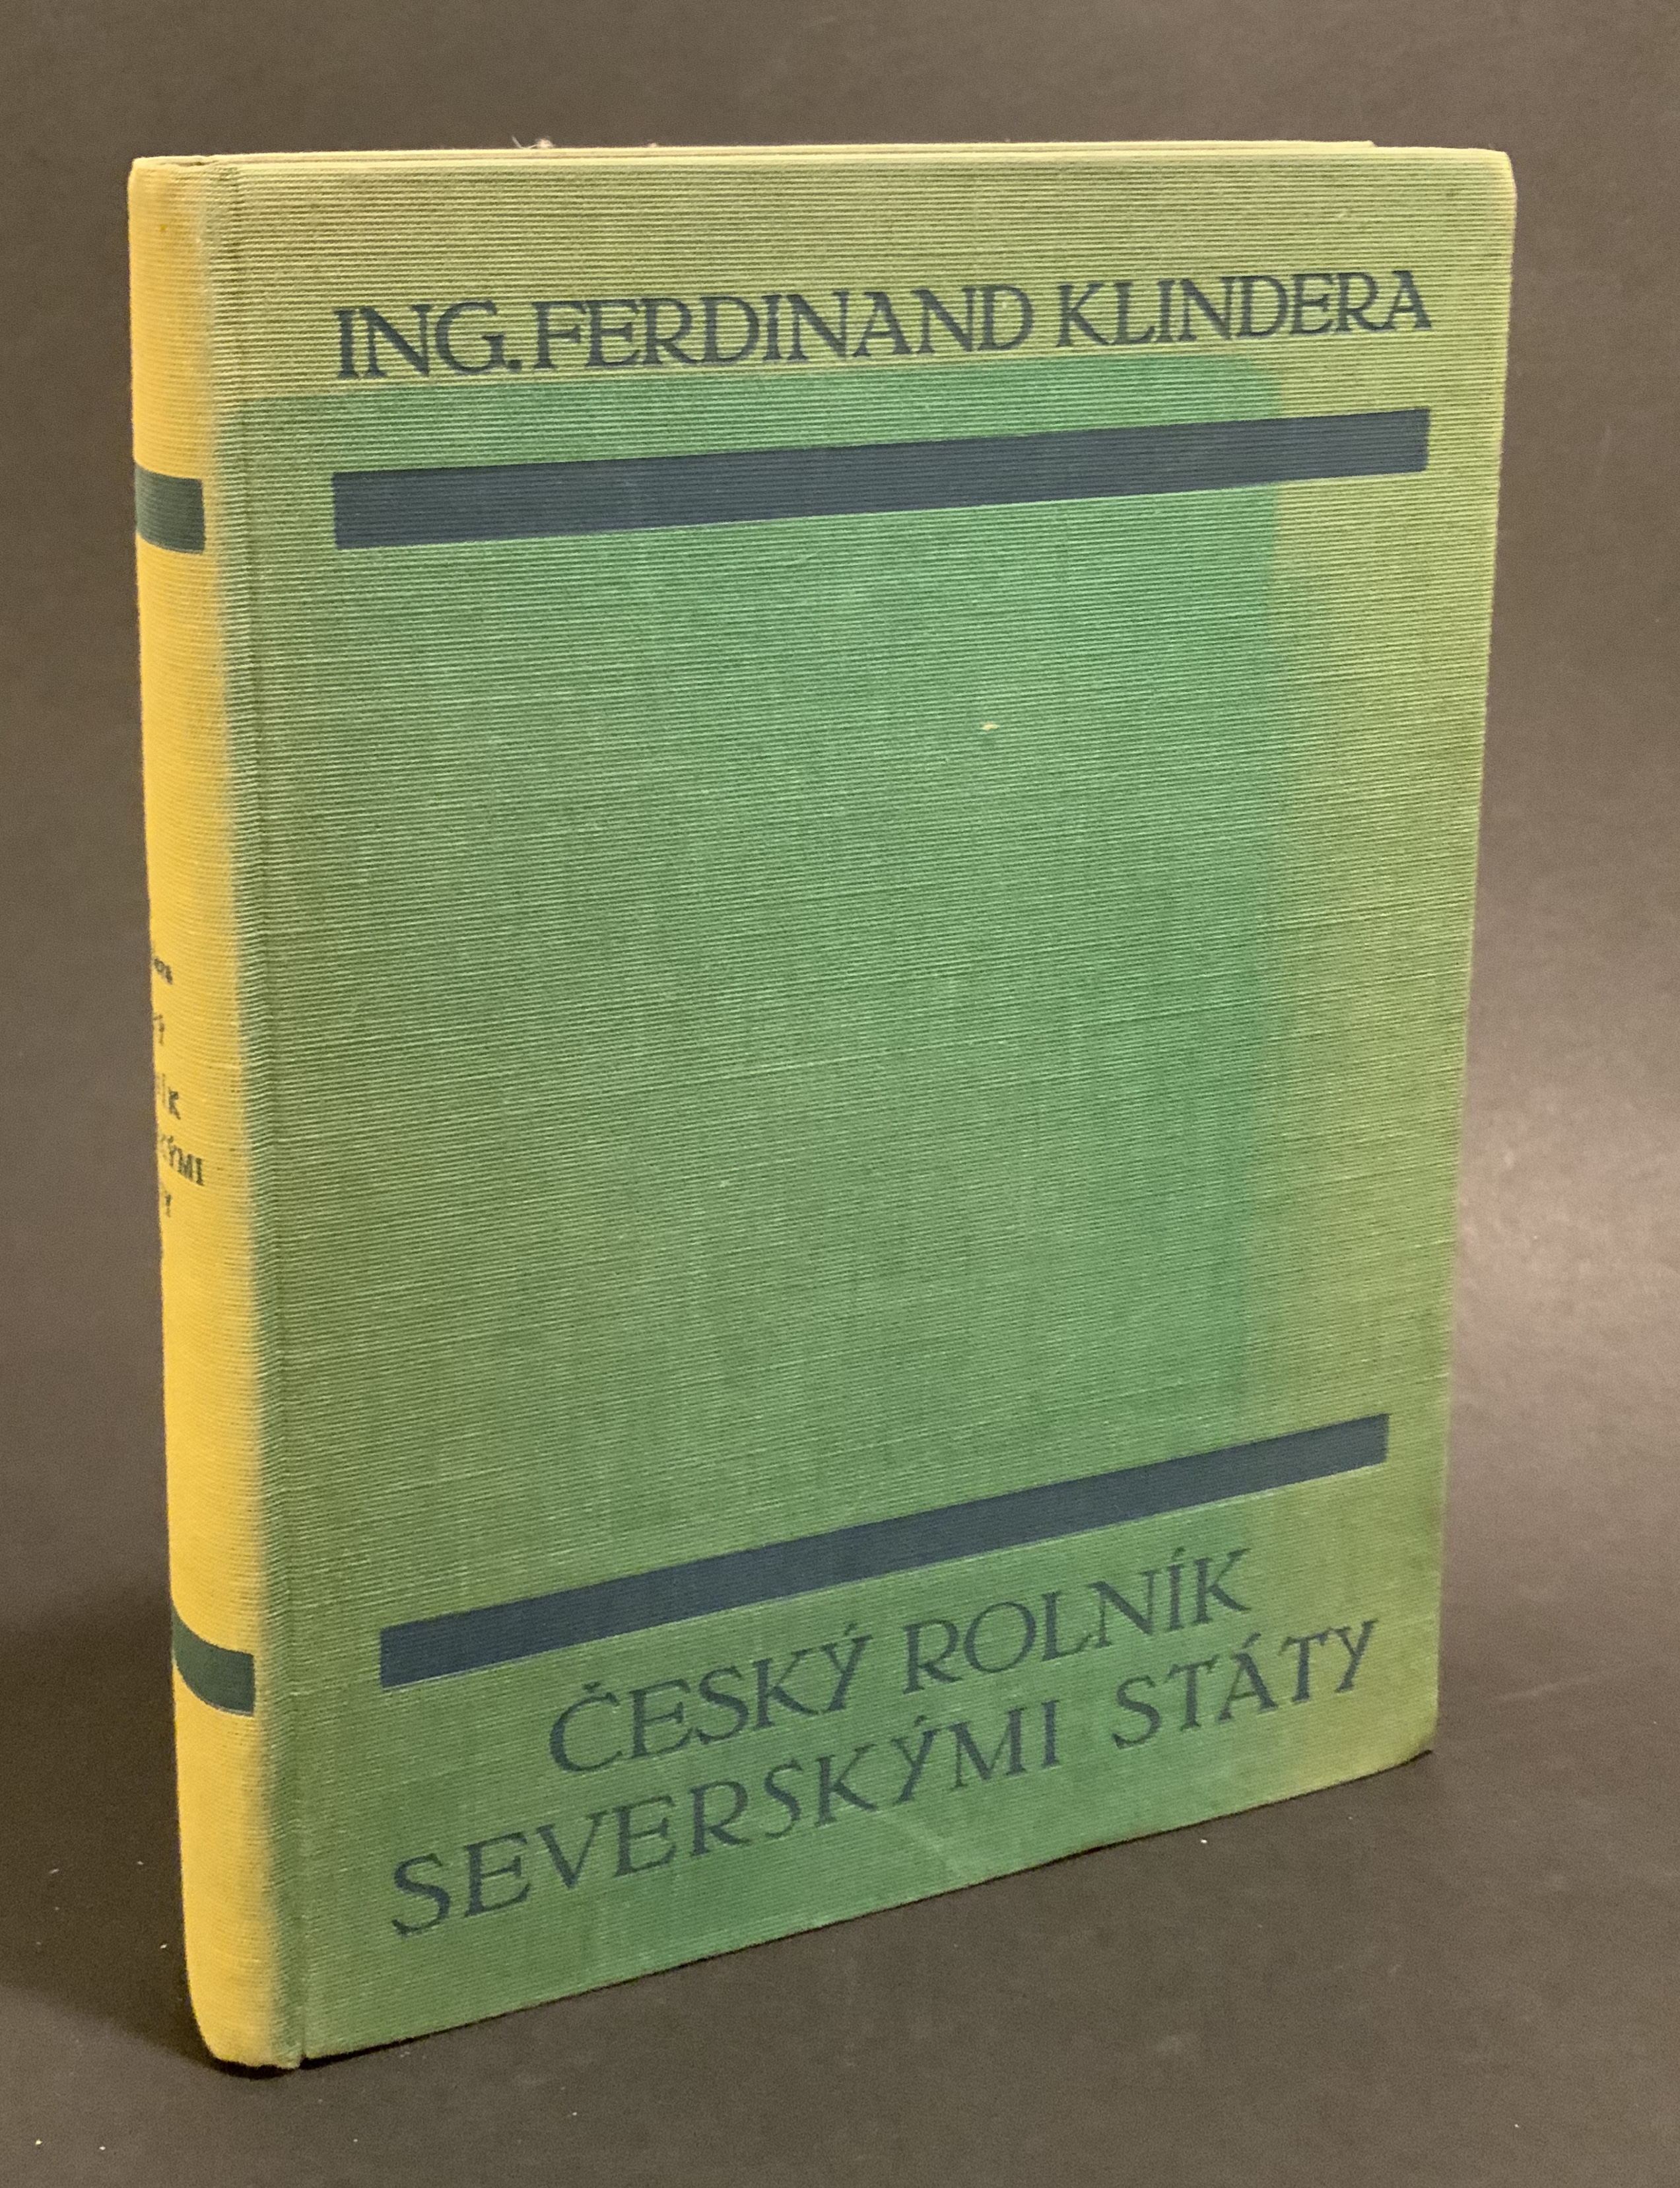 ING. FERDINAND KLINDERA
ČESKÝ ROLNÍK
SEVERSKÝMI STÁTY